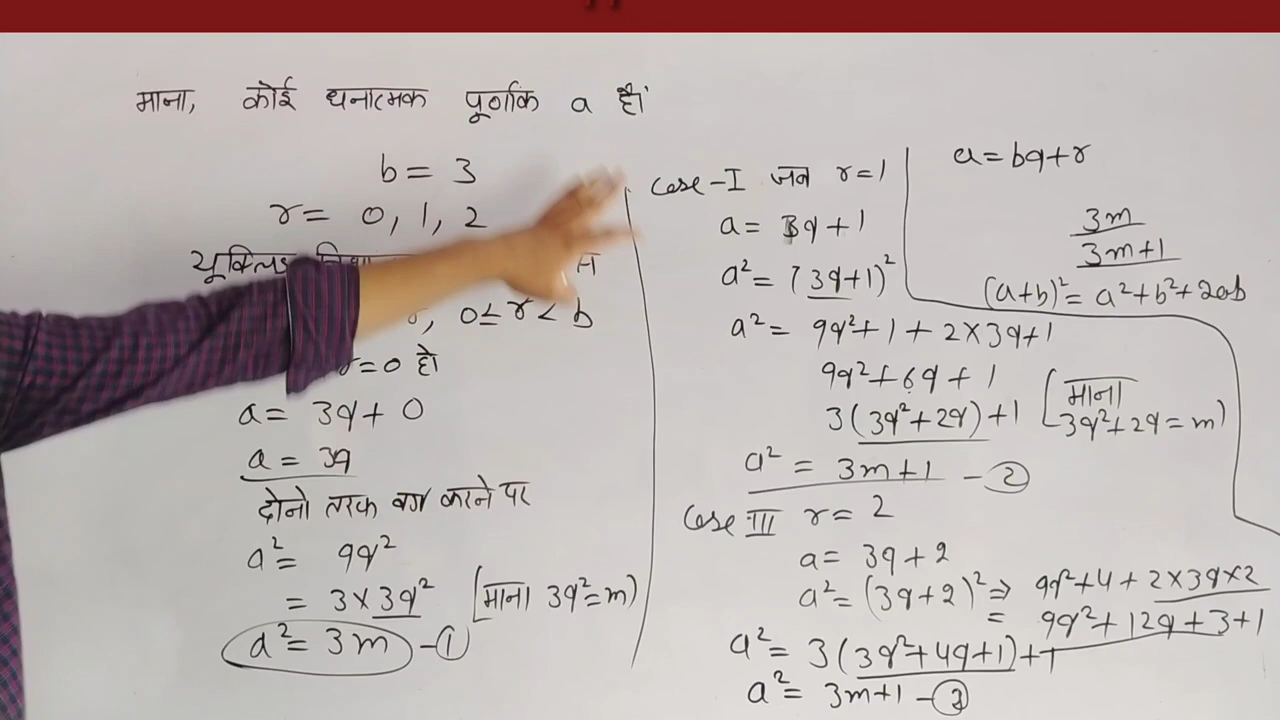 माना, कोई धनात्मक पूर्णांक a है।
b = 3
r = 0, 1, 2
यूक्लिड
, 0 ≤ r < b
r=0 हो
a = 3q + 0
a = 3q
दोनो तरफ वर्ग करने पर
a² = 9q²
= 3 × 3q² [माना 3q²=m)
a² = 3m -①
Case-I जब r=1
a = 3q + 1
a² = (3q+1)²
a² = 9q²+1+2×3q+1
9q²+6q+1
3(3q²+2q)+1 [माना
3q²+2q=m)
a² = 3m+1 -②
Case III r = 2
a = 3q+2
a² = (3q+2)² ⇒ 9q²+4+2×3q×2
= 9q²+12q+3+1
a² = 3(3q²+4q+1)+1
a² = 3m+1 -③
a=bq+r
3m
3m+1
(a+b)² = a²+b²+2ab